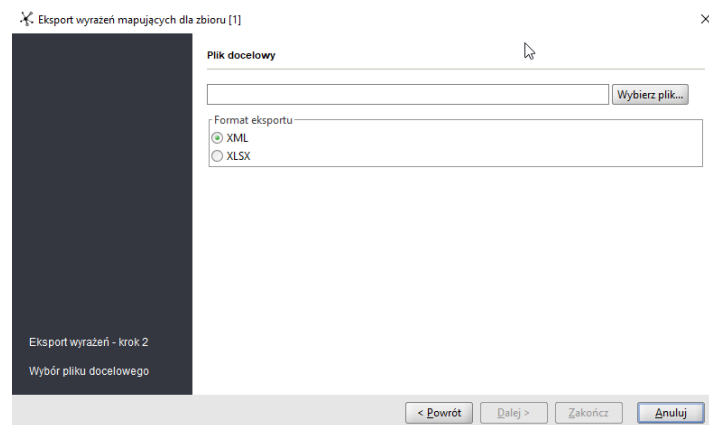 Eksport wyrażeń mapujących dla zbioru [1]
Plik docelowy
Wybierz plik...
Format eksportu
XML
XLSX
Eksport wyrażeń - krok 2
Wybór pliku docelowego
< Powrót Dalej > Zakończ Anuluj